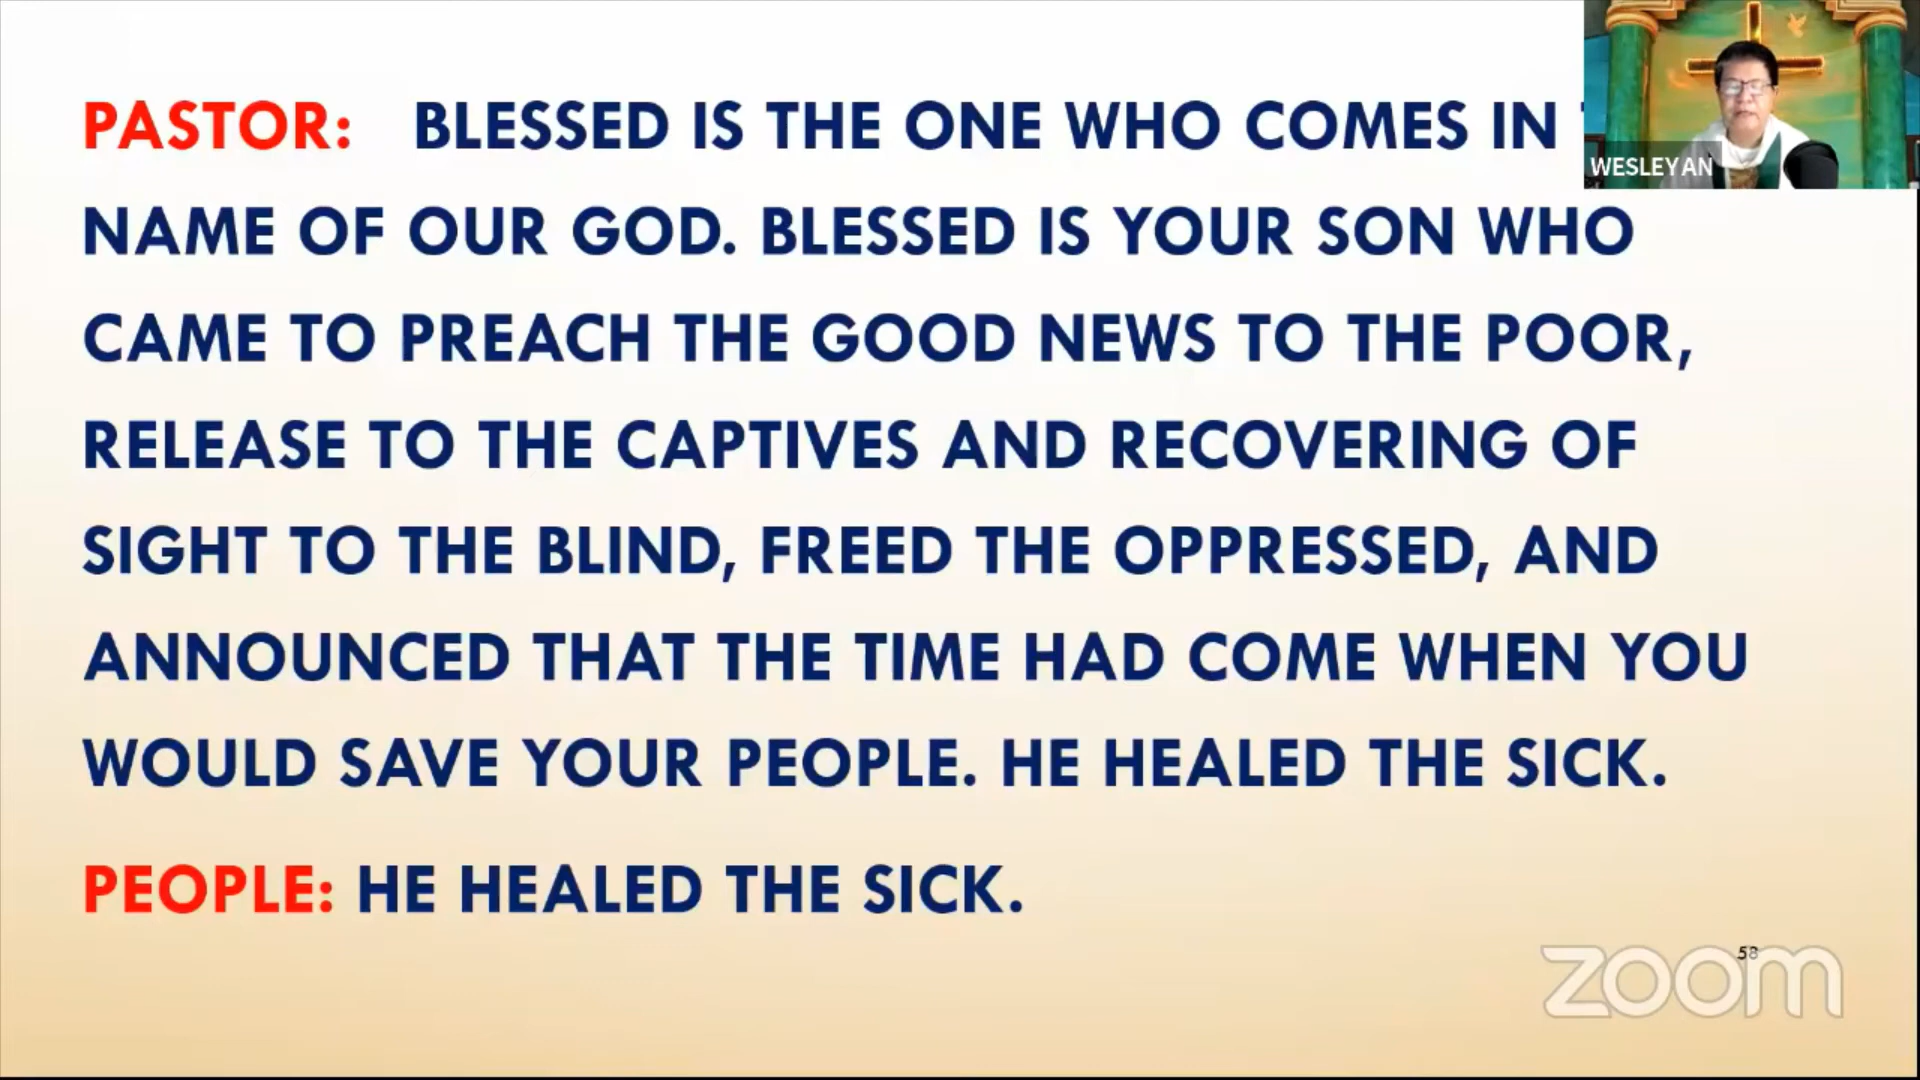 PASTOR: BLESSED IS THE ONE WHO COMES IN
NAME OF OUR GOD. BLESSED IS YOUR SON WHO
CAME TO PREACH THE GOOD NEWS TO THE POOR,
RELEASE TO THE CAPTIVES AND RECOVERING OF
SIGHT TO THE BLIND, FREED THE OPPRESSED, AND
ANNOUNCED THAT THE TIME HAD COME WHEN YOU
WOULD SAVE YOUR PEOPLE. HE HEALED THE SICK.
PEOPLE: HE HEALED THE SICK.
WESLEYAN
58
zoom